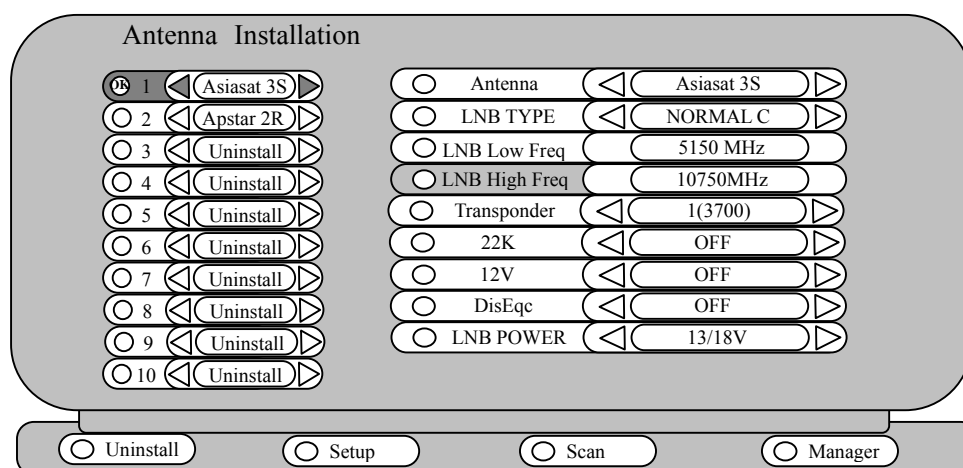 Antenna Installation
OK 1 Asiasat 3S
2 Apstar 2R
3 Uninstall
4 Uninstall
5 Uninstall
6 Uninstall
7 Uninstall
8 Uninstall
9 Uninstall
10 Uninstall
Antenna Asiasat 3S
LNB TYPE NORMAL C
LNB Low Freq 5150 MHz
LNB High Freq 10750MHz
Transponder 1(3700)
22K OFF
12V OFF
DisEqc OFF
LNB POWER 13/18V
Uninstall Setup Scan Manager